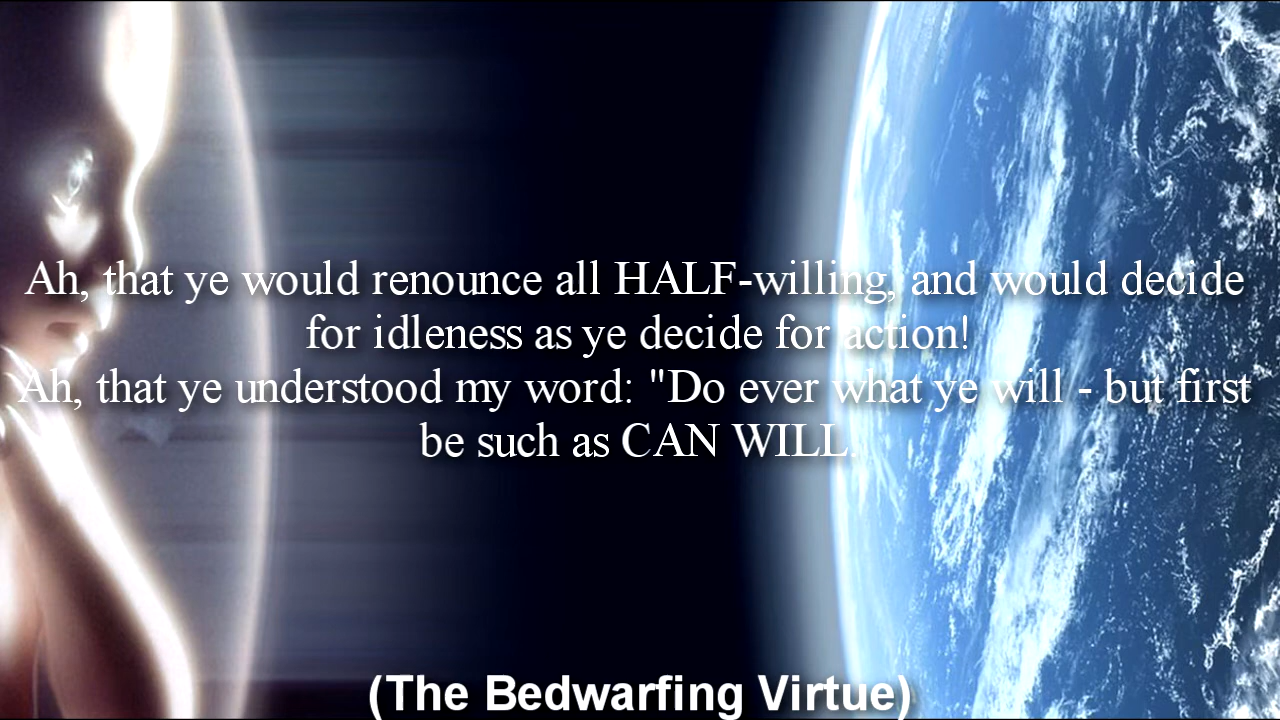 Ah, that ye would renounce all HALF-willing, and would decide
for idleness as ye decide for action!
Ah, that ye understood my word: "Do ever what ye will - but first
be such as CAN WILL.
(The Bedwarfing Virtue)